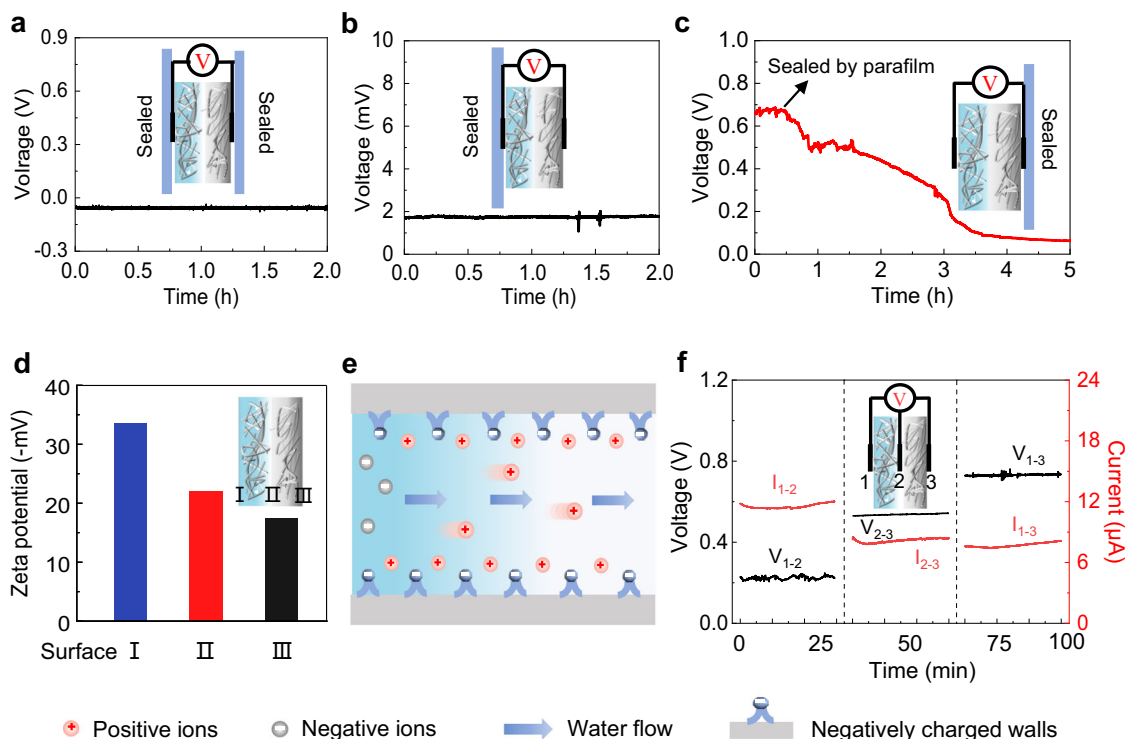 a
0.9
0.6
0.3
0.0
-0.3
Volrage (V)
0.0 0.5 1.0 1.5 2.0
Time (h)
Sealed
V
Sealed
b
10
8
6
4
2
0
Voltage (mV)
0.0 0.5 1.0 1.5 2.0
Time (h)
Sealed
V
c
1.0
0.8
0.6
0.4
0.2
0.0
Voltage (V)
0 1 2 3 4 5
Time (h)
Sealed by parafilm
V
Sealed
d
40
30
20
10
0
Zeta potential (-mV)
Surface I II III
I II III
e
+ + + + +
f
1.2
0.8
0.4
0.0
Voltage (V)
0 25 50 75 100
Time (min)
24
18
12
6
0
Current (μA)
V
1 2 3
I1-2
V1-2
V2-3
I2-3
V1-3
I1-3
+ Positive ions
Negative ions
Water flow
Negatively charged walls